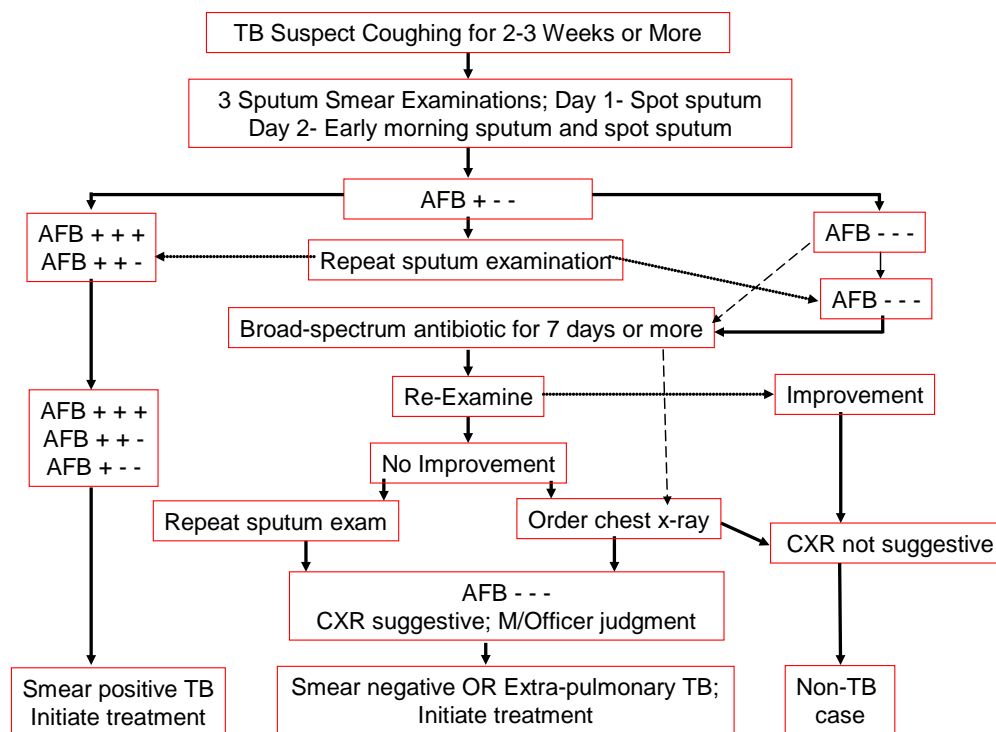 TB Suspect Coughing for 2-3 Weeks or More
3 Sputum Smear Examinations; Day 1- Spot sputum
Day 2- Early morning sputum and spot sputum
AFB + - -
AFB + + +
AFB + + -
AFB - - -
Repeat sputum examination
AFB - - -
Broad-spectrum antibiotic for 7 days or more
Re-Examine
Improvement
AFB + + +
AFB + + -
AFB + - -
No Improvement
Repeat sputum exam
Order chest x-ray
CXR not suggestive
AFB - - -
CXR suggestive; M/Officer judgment
Smear positive TB
Initiate treatment
Smear negative OR Extra-pulmonary TB;
Initiate treatment
Non-TB
case